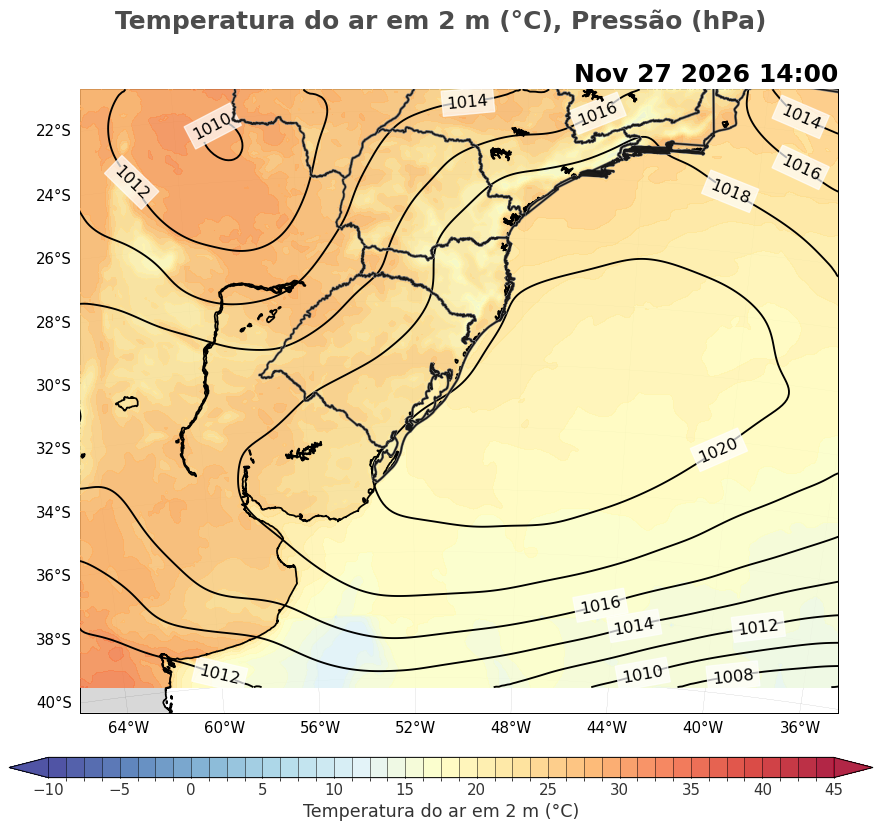 Temperatura do ar em 2 m (°C), Pressão (hPa)
Nov 27 2026 14:00
1014
1016
1014
1010
1012
1016
1018
1020
1016
1014
1012
1012
1010
1008
22°S
24°S
26°S
28°S
30°S
32°S
34°S
36°S
38°S
40°S
64°W 60°W 56°W 52°W 48°W 44°W 40°W 36°W
−10 −5 0 5 10 15 20 25 30 35 40 45
Temperatura do ar em 2 m (°C)